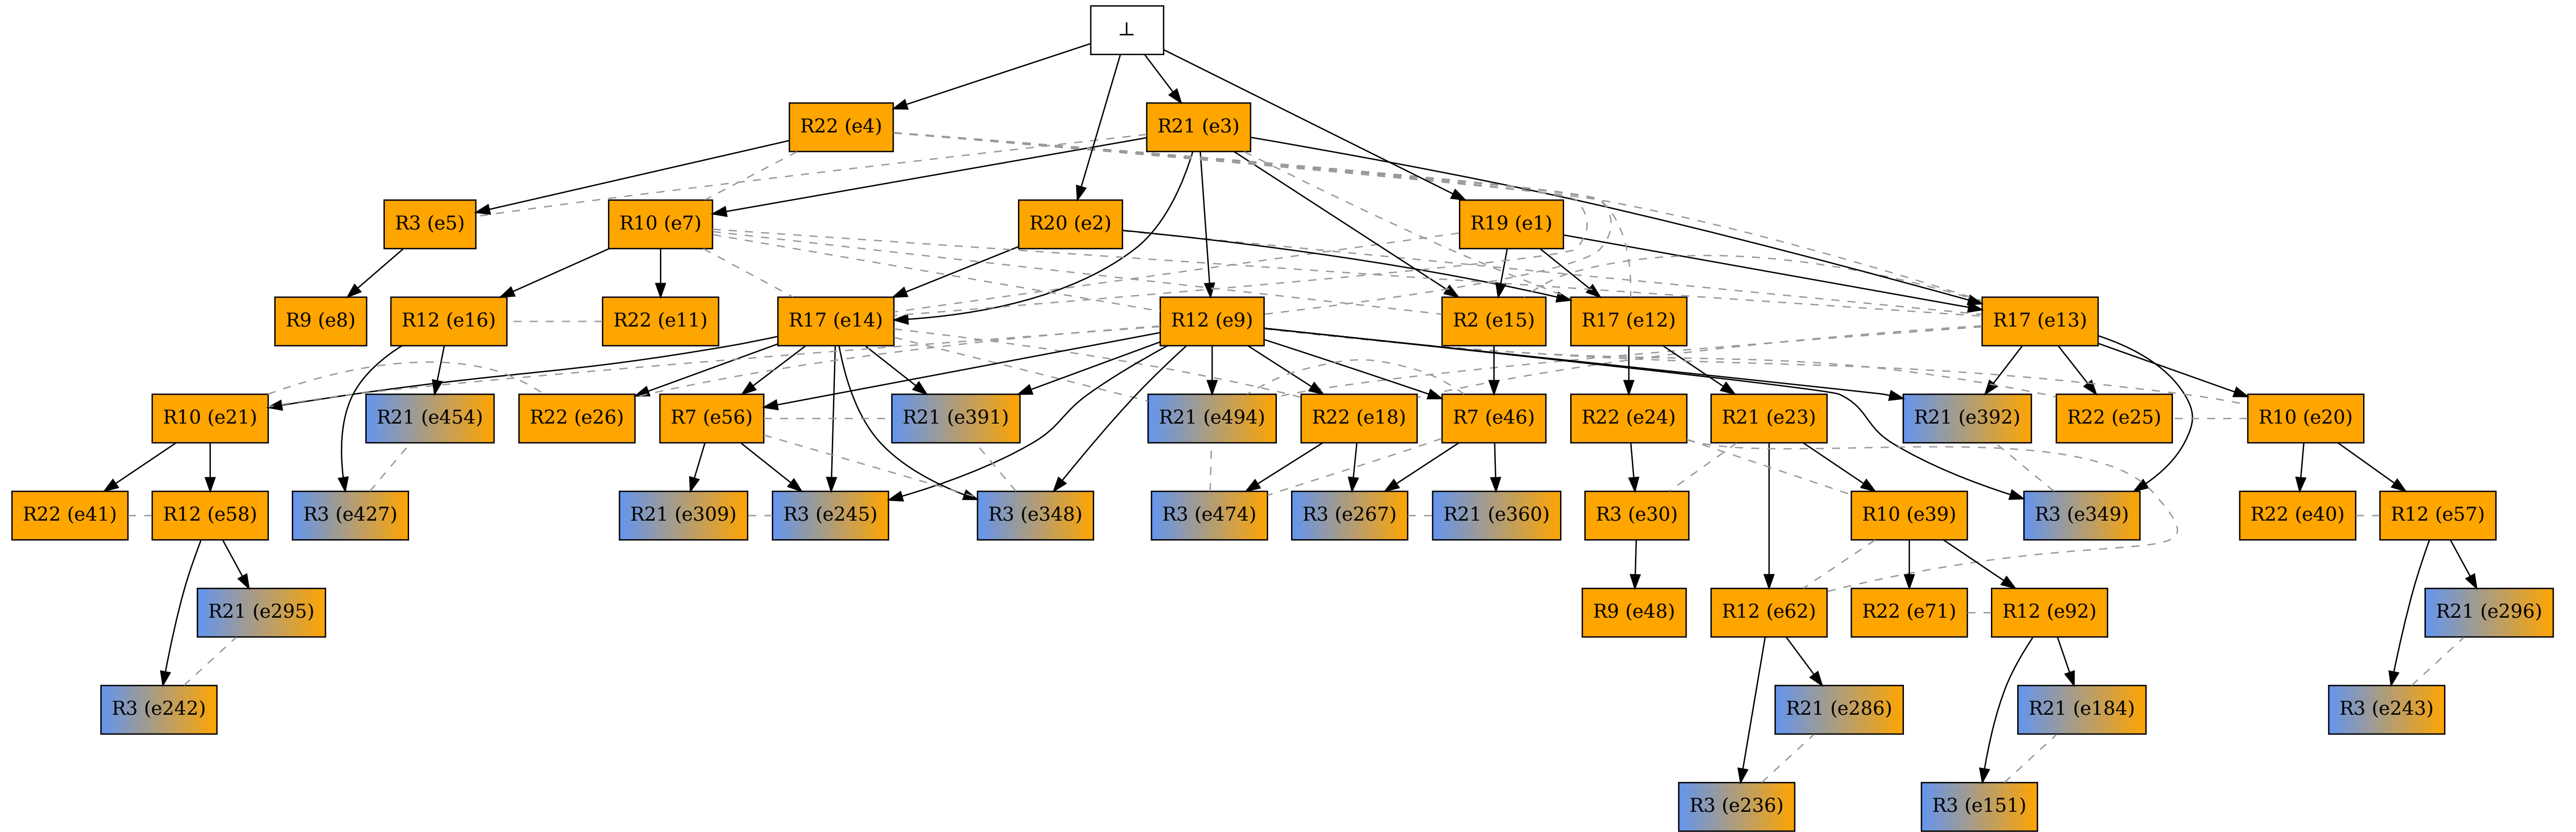 ⊥
R22 (e4)
R21 (e3)
R3 (e5)
R10 (e7)
R20 (e2)
R19 (e1)
R9 (e8)
R12 (e16)
R22 (e11)
R17 (e14)
R12 (e9)
R2 (e15)
R17 (e12)
R17 (e13)
R10 (e21)
R21 (e454)
R22 (e26)
R7 (e56)
R21 (e391)
R21 (e494)
R22 (e18)
R7 (e46)
R22 (e24)
R21 (e23)
R21 (e392)
R22 (e25)
R10 (e20)
R22 (e41)
R12 (e58)
R3 (e427)
R21 (e309)
R3 (e245)
R3 (e348)
R3 (e474)
R3 (e267)
R21 (e360)
R3 (e30)
R10 (e39)
R3 (e349)
R22 (e40)
R12 (e57)
R21 (e295)
R9 (e48)
R12 (e62)
R22 (e71)
R12 (e92)
R21 (e296)
R3 (e242)
R21 (e286)
R21 (e184)
R3 (e243)
R3 (e236)
R3 (e151)